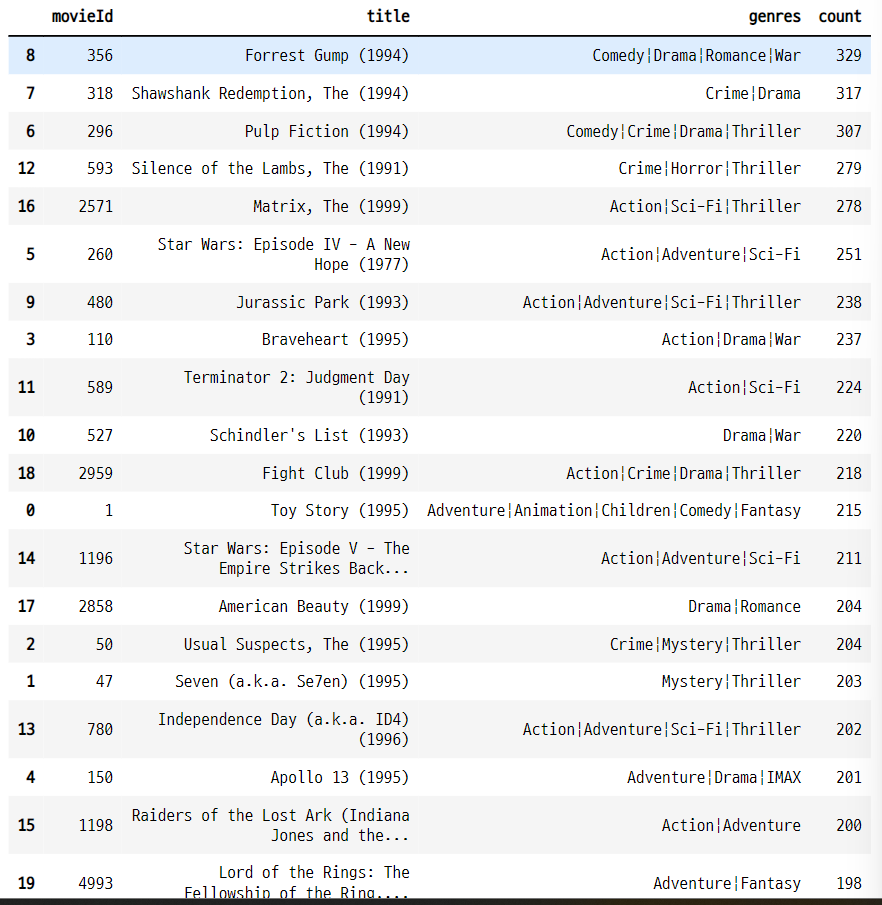 movieId title genres count
8 356 Forrest Gump (1994) Comedy|Drama|Romance|War 329
7 318 Shawshank Redemption, The (1994) Crime|Drama 317
6 296 Pulp Fiction (1994) Comedy|Crime|Drama|Thriller 307
12 593 Silence of the Lambs, The (1991) Crime|Horror|Thriller 279
16 2571 Matrix, The (1999) Action|Sci-Fi|Thriller 278
5 260 Star Wars: Episode IV - A New
Hope (1977) Action|Adventure|Sci-Fi 251
9 480 Jurassic Park (1993) Action|Adventure|Sci-Fi|Thriller 238
3 110 Braveheart (1995) Action|Drama|War 237
11 589 Terminator 2: Judgment Day
(1991) Action|Sci-Fi 224
10 527 Schindler's List (1993) Drama|War 220
18 2959 Fight Club (1999) Action|Crime|Drama|Thriller 218
0 1 Toy Story (1995) Adventure|Animation|Children|Comedy|Fantasy 215
14 1196 Star Wars: Episode V - The
Empire Strikes Back... Action|Adventure|Sci-Fi 211
17 2858 American Beauty (1999) Drama|Romance 204
2 50 Usual Suspects, The (1995) Crime|Mystery|Thriller 204
1 47 Seven (a.k.a. Se7en) (1995) Mystery|Thriller 203
13 780 Independence Day (a.k.a. ID4)
(1996) Action|Adventure|Sci-Fi|Thriller 202
4 150 Apollo 13 (1995) Adventure|Drama|IMAX 201
15 1198 Raiders of the Lost Ark (Indiana
Jones and the... Action|Adventure 200
19 4993 Lord of the Rings: The
Fellowship of the Ring,... Adventure|Fantasy 198